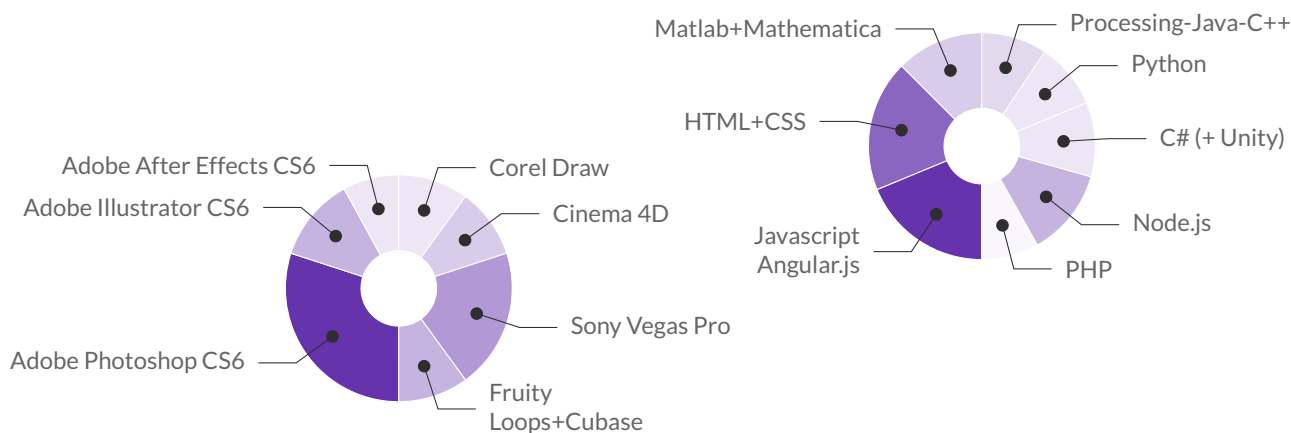 Matlab+Mathematica
Processing-Java-C++
Python
HTML+CSS
C# (+ Unity)
Node.js
Javascript
Angular.js
PHP
Adobe After Effects CS6
Corel Draw
Adobe Illustrator CS6
Cinema 4D
Sony Vegas Pro
Adobe Photoshop CS6
Fruity
Loops+Cubase